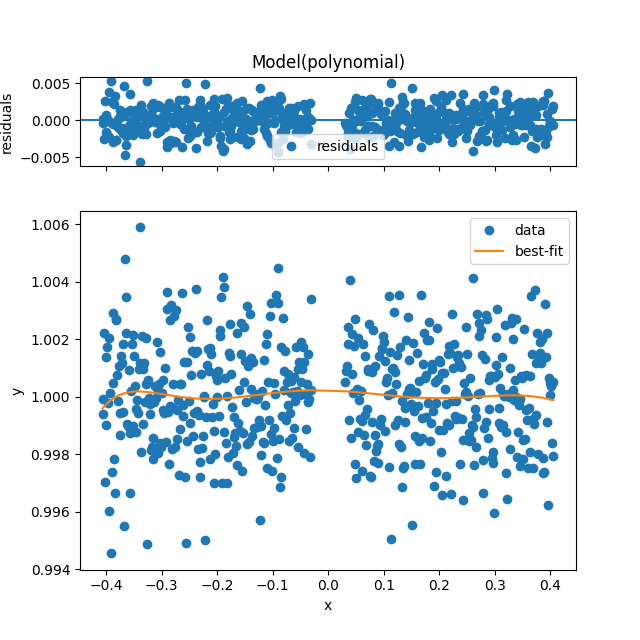 Model(polynomial)
residuals
0.005
0.000
−0.005
residuals
y
1.006
1.004
1.002
1.000
0.998
0.996
0.994
data
best-fit
−0.4
−0.3
−0.2
−0.1
0.0
0.1
0.2
0.3
0.4
x